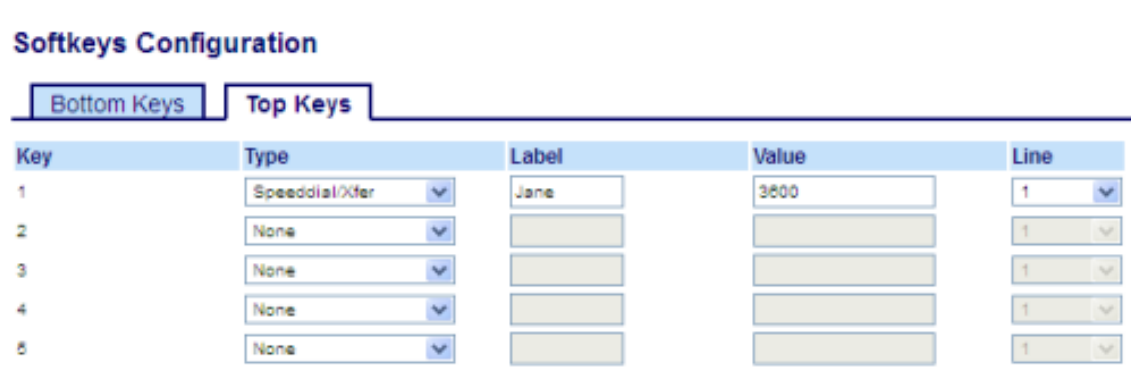 Softkeys Configuration
Bottom Keys Top Keys
Key Type Label Value Line
1 Speeddial/Xfer Jane 3600 1
2 None 1
3 None 1
4 None 1
5 None 1